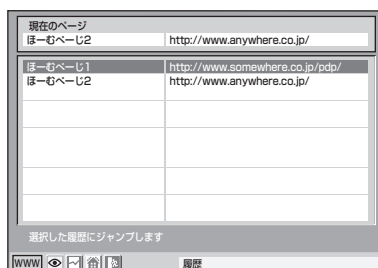 現在のページ
ほーむぺーじ2 http://www.anywhere.co.jp/
ほーむぺーじ1 http://www.somewhere.co.jp/pdp/
ほーむぺーじ2 http://www.anywhere.co.jp/
選択した履歴にジャンプします
WWW 履歴